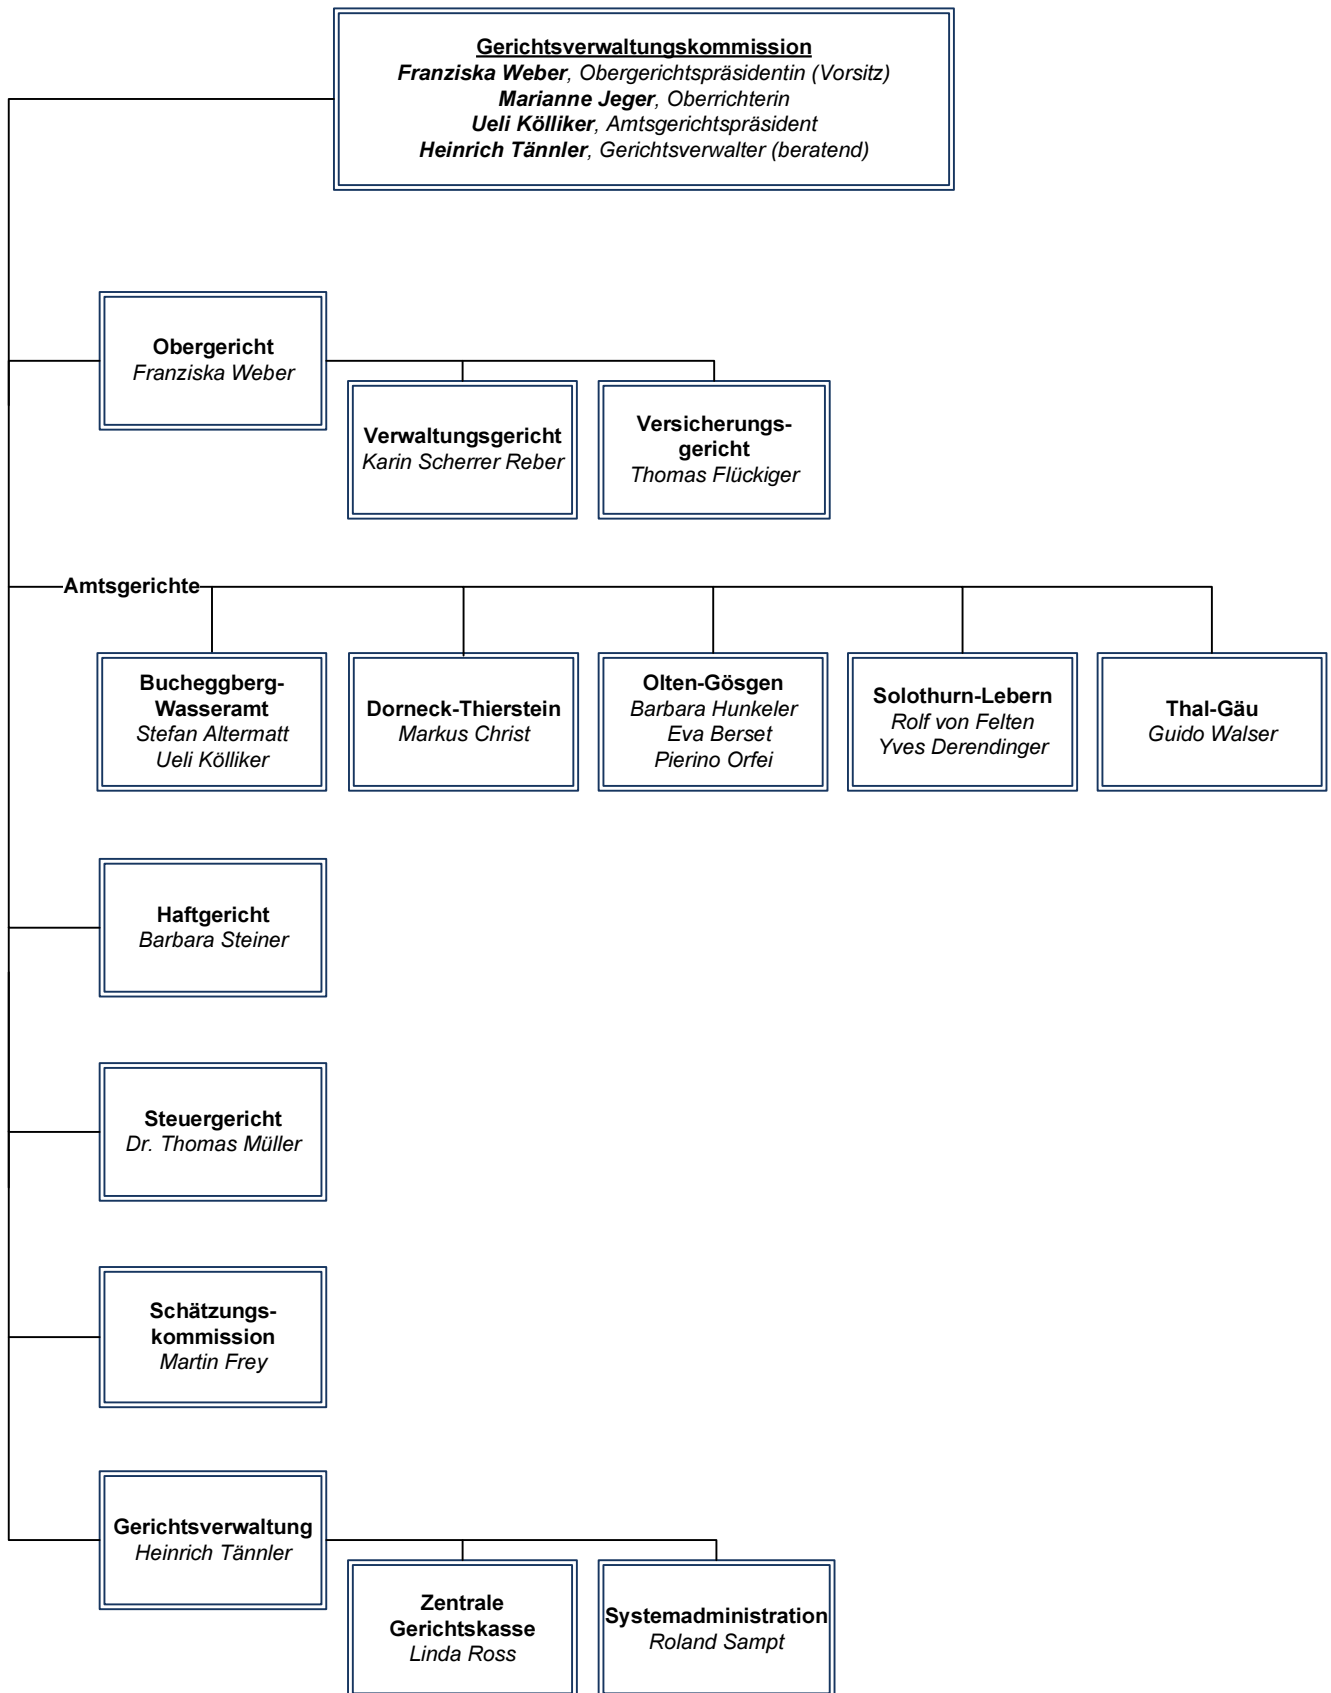 Gerichtsverwaltungskommission
Franziska Weber, Obergerichtspräsidentin (Vorsitz)
Marianne Jeger, Oberrichterin
Ueli Kölliker, Amtsgerichtspräsident
Heinrich Tännler, Gerichtsverwalter (beratend)
Obergericht
Franziska Weber
Verwaltungsgericht
Karin Scherrer Reber
Versicherungs-
gericht
Thomas Flückiger
Amtsgerichte
Bucheggberg-
Wasseramt
Stefan Altermatt
Ueli Kölliker
Dorneck-Thierstein
Markus Christ
Olten-Gösgen
Barbara Hunkeler
Eva Berset
Pierino Orfei
Solothurn-Lebern
Rolf von Felten
Yves Derendinger
Thal-Gäu
Guido Walser
Haftgericht
Barbara Steiner
Steuergericht
Dr. Thomas Müller
Schätzungs-
kommission
Martin Frey
Gerichtsverwaltung
Heinrich Tännler
Zentrale
Gerichtskasse
Linda Ross
Systemadministration
Roland Sampt